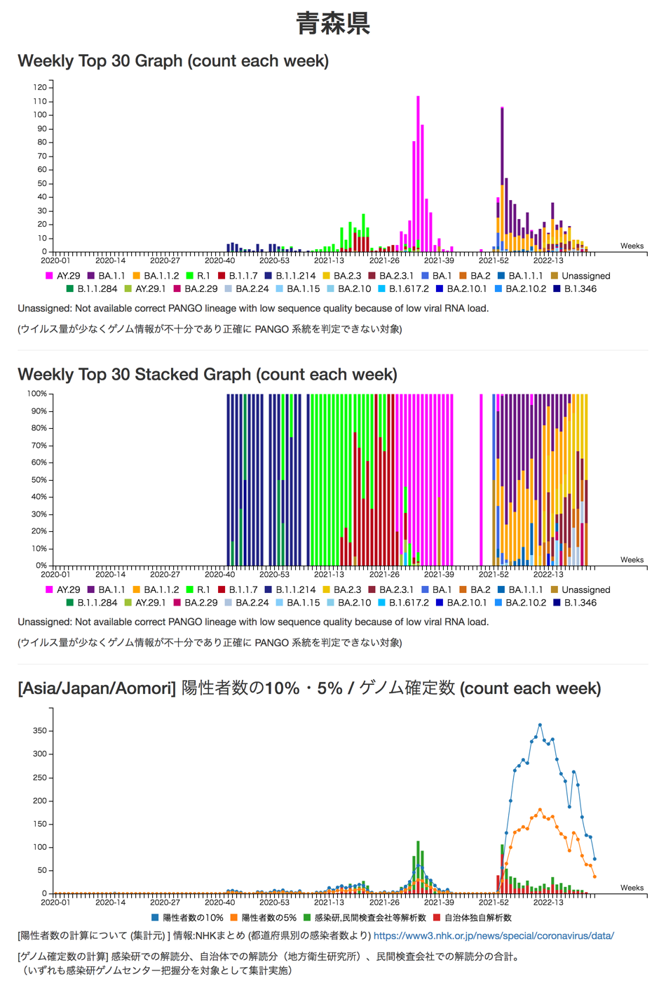 青森県
Weekly Top 30 Graph (count each week)
120
110
100
90
80
70
60
50
40
30
20
10
0
Weeks
2020-01 2020-14 2020-27 2020-40 2020-53 2021-13 2021-26 2021-39 2021-52 2022-13
AY.29 BA.1.1 BA.1.1.2 R.1 B.1.1.7 B.1.1.214 BA.2.3 BA.2.3.1 BA.1 BA.2 BA.1.1.1 Unassigned
B.1.1.284 AY.29.1 BA.2.29 BA.2.24 BA.1.15 BA.2.10 B.1.617.2 BA.2.10.1 BA.2.10.2 B.1.346
Unassigned: Not available correct PANGO lineage with low sequence quality because of low viral RNA load.
(ウイルス量が少なくゲノム情報が不十分であり正確に PANGO 系統を判定できない対象)
Weekly Top 30 Stacked Graph (count each week)
100%
90%
80%
70%
60%
50%
40%
30%
20%
10%
0%
Weeks
2020-01 2020-14 2020-27 2020-40 2020-53 2021-13 2021-26 2021-39 2021-52 2022-13
AY.29 BA.1.1 BA.1.1.2 R.1 B.1.1.7 B.1.1.214 BA.2.3 BA.2.3.1 BA.1 BA.2 BA.1.1.1 Unassigned
B.1.1.284 AY.29.1 BA.2.29 BA.2.24 BA.1.15 BA.2.10 B.1.617.2 BA.2.10.1 BA.2.10.2 B.1.346
Unassigned: Not available correct PANGO lineage with low sequence quality because of low viral RNA load.
(ウイルス量が少なくゲノム情報が不十分であり正確に PANGO 系統を判定できない対象)
[Asia/Japan/Aomori] 陽性者数の10%・5% / ゲノム確定数 (count each week)
350
300
250
200
150
100
50
0
Weeks
2020-01 2020-14 2020-27 2020-40 2020-53 2021-13 2021-26 2021-39 2021-52 2022-13
陽性者数の10% 陽性者数の5% 感染研,民間検査会社等解析数 自治体独自解析数
[陽性者数の計算について (集計元) ] 情報:NHKまとめ (都道府県別の感染者数より) https://www3.nhk.or.jp/news/special/coronavirus/data/
[ゲノム確定数の計算] 感染研での解読分、自治体での解読分（地方衛生研究所）、民間検査会社での解読分の合計。
（いずれも感染研ゲノムセンター把握分を対象として集計実施）